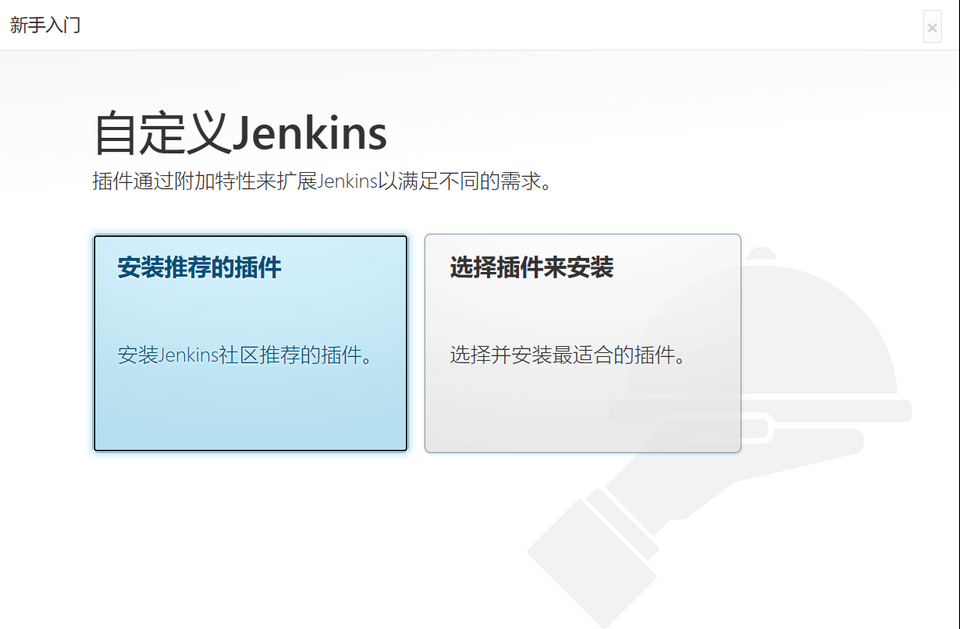 新手入门
×
自定义Jenkins
插件通过附加特性来扩展Jenkins以满足不同的需求。
安装推荐的插件
安装Jenkins社区推荐的插件。
选择插件来安装
选择并安装最适合的插件。